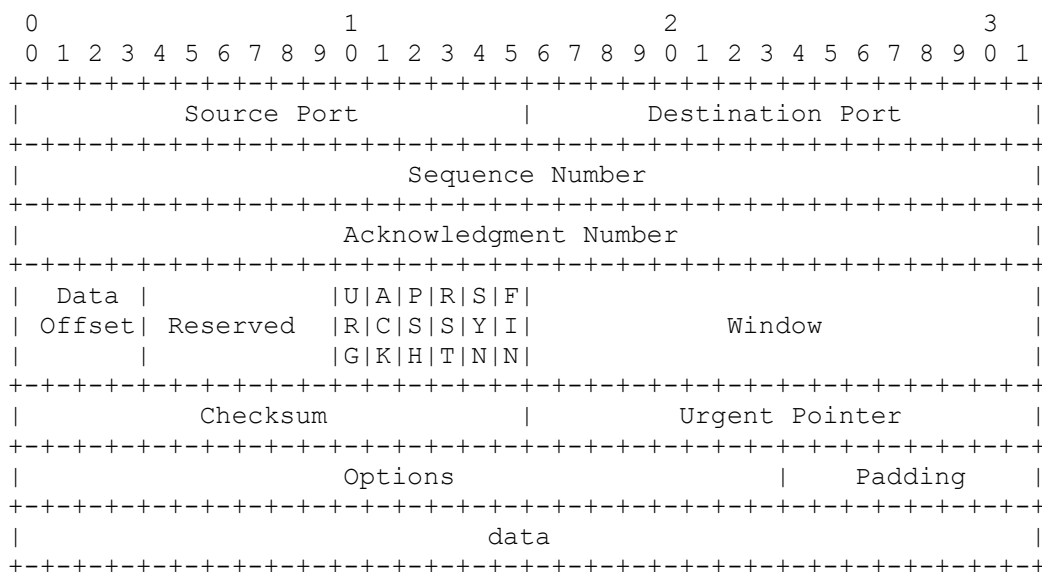 0                   1                   2                   3
 0 1 2 3 4 5 6 7 8 9 0 1 2 3 4 5 6 7 8 9 0 1 2 3 4 5 6 7 8 9 0 1
+-+-+-+-+-+-+-+-+-+-+-+-+-+-+-+-+-+-+-+-+-+-+-+-+-+-+-+-+-+-+-+-+
|          Source Port          |       Destination Port        |
+-+-+-+-+-+-+-+-+-+-+-+-+-+-+-+-+-+-+-+-+-+-+-+-+-+-+-+-+-+-+-+-+
|                        Sequence Number                        |
+-+-+-+-+-+-+-+-+-+-+-+-+-+-+-+-+-+-+-+-+-+-+-+-+-+-+-+-+-+-+-+-+
|                    Acknowledgment Number                      |
+-+-+-+-+-+-+-+-+-+-+-+-+-+-+-+-+-+-+-+-+-+-+-+-+-+-+-+-+-+-+-+-+
|  Data |           |U|A|P|R|S|F|                               |
| Offset| Reserved  |R|C|S|S|Y|I|            Window             |
|       |           |G|K|H|T|N|N|                               |
+-+-+-+-+-+-+-+-+-+-+-+-+-+-+-+-+-+-+-+-+-+-+-+-+-+-+-+-+-+-+-+-+
|           Checksum            |         Urgent Pointer        |
+-+-+-+-+-+-+-+-+-+-+-+-+-+-+-+-+-+-+-+-+-+-+-+-+-+-+-+-+-+-+-+-+
|                    Options                    |    Padding    |
+-+-+-+-+-+-+-+-+-+-+-+-+-+-+-+-+-+-+-+-+-+-+-+-+-+-+-+-+-+-+-+-+
|                             data                              |
+-+-+-+-+-+-+-+-+-+-+-+-+-+-+-+-+-+-+-+-+-+-+-+-+-+-+-+-+-+-+-+-+